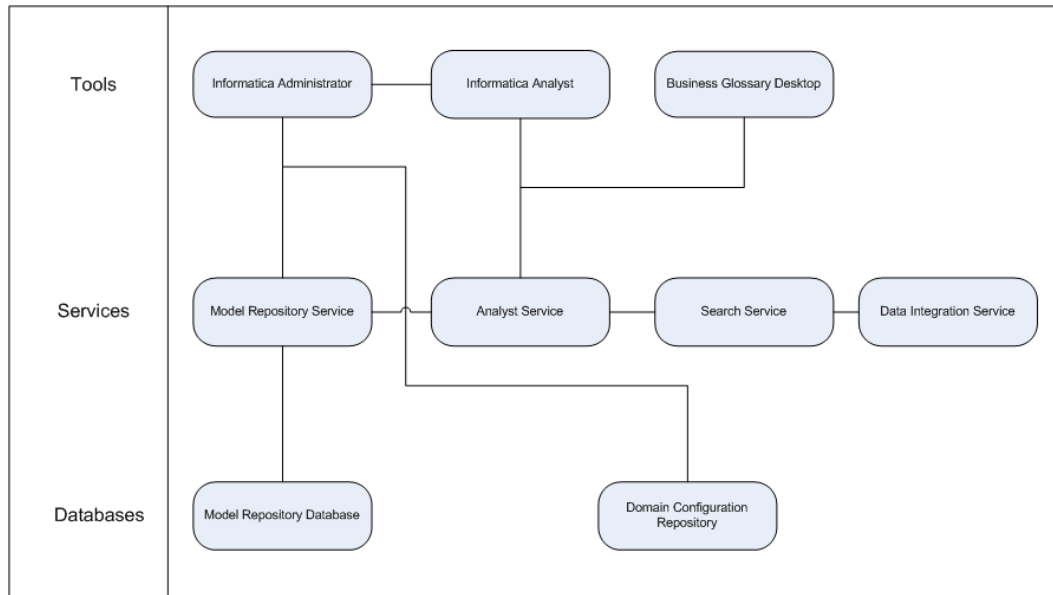 Tools
Informatica Administrator
Informatica Analyst
Business Glossary Desktop
Services
Model Repository Service
Analyst Service
Search Service
Data Integration Service
Databases
Model Repository Database
Domain Configuration
Repository